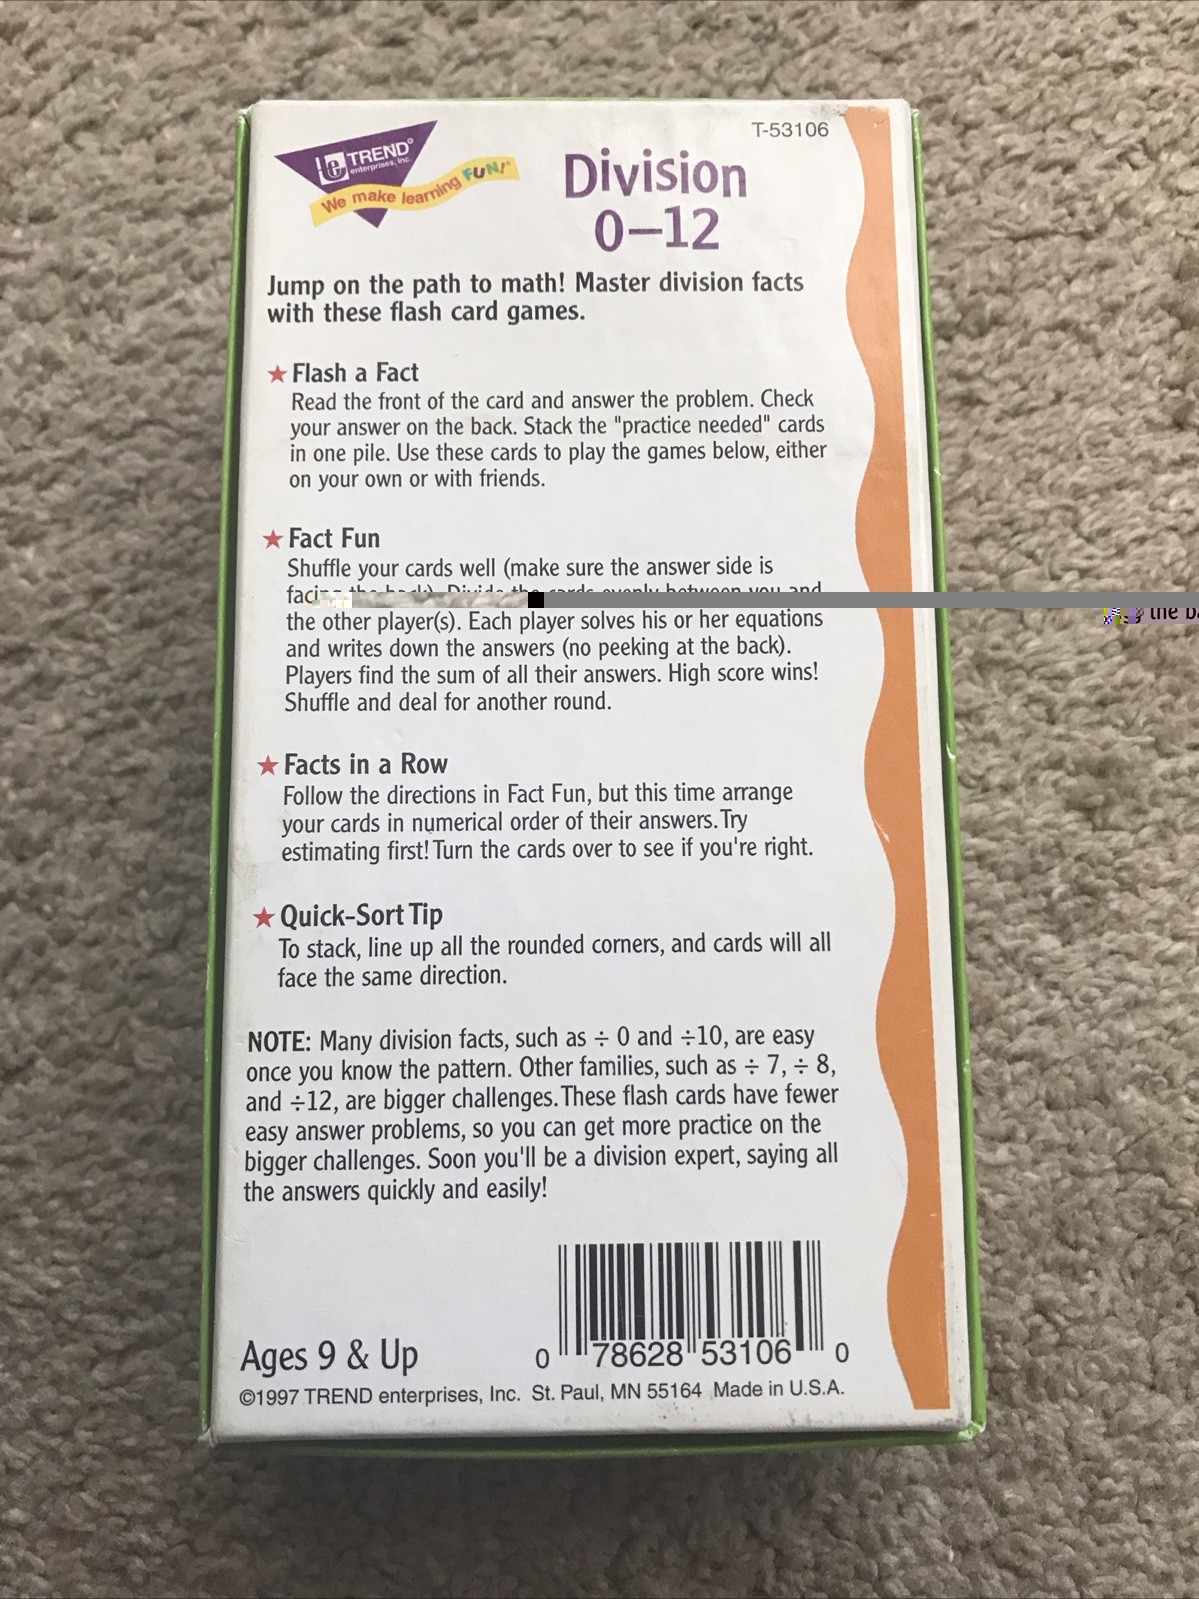 T-53106
le TREND®
enterprises, Inc.
We make learning FUN!®
Division
0–12
Jump on the path to math! Master division facts
with these flash card games.
★ Flash a Fact
Read the front of the card and answer the problem. Check
your answer on the back. Stack the "practice needed" cards
in one pile. Use these cards to play the games below, either
on your own or with friends.
★ Fact Fun
Shuffle your cards well (make sure the answer side is
facing the back). Divide the cards evenly between you and
the other player(s). Each player solves his or her equations
and writes down the answers (no peeking at the back).
Players find the sum of all their answers. High score wins!
Shuffle and deal for another round.
★ Facts in a Row
Follow the directions in Fact Fun, but this time arrange
your cards in numerical order of their answers. Try
estimating first! Turn the cards over to see if you're right.
★ Quick-Sort Tip
To stack, line up all the rounded corners, and cards will all
face the same direction.
NOTE: Many division facts, such as ÷ 0 and ÷10, are easy
once you know the pattern. Other families, such as ÷ 7, ÷ 8,
and ÷12, are bigger challenges. These flash cards have fewer
easy answer problems, so you can get more practice on the
bigger challenges. Soon you'll be a division expert, saying all
the answers quickly and easily!
Ages 9 & Up
0 78628 53106 0
©1997 TREND enterprises, Inc. St. Paul, MN 55164 Made in U.S.A.
the